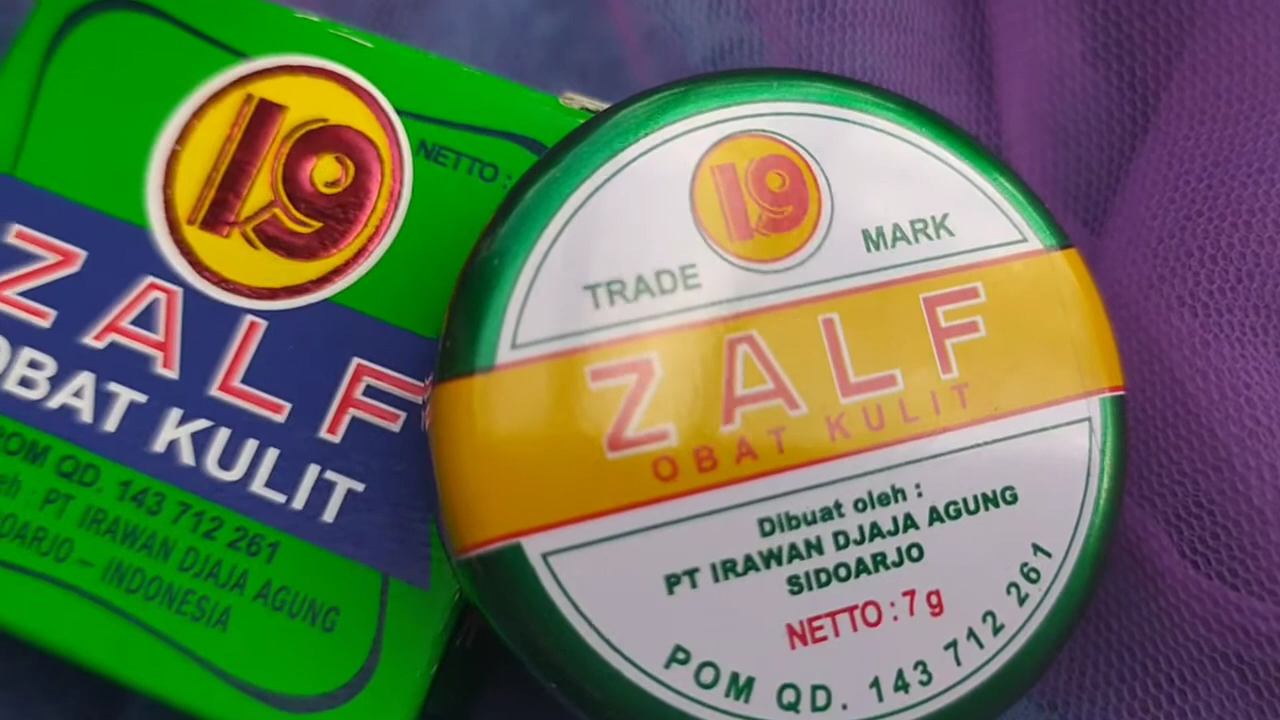 19
NETTO :
ZALF
OBAT KULIT
POM QD. 143 712 261
PT IRAWAN DJAJA AGUNG
SIDOARJO – INDONESIA
19
TRADE MARK
ZALF
OBAT KULIT
Dibuat oleh :
PT IRAWAN DJAJA AGUNG
SIDOARJO
NETTO : 7 g
POM QD. 143 712 261